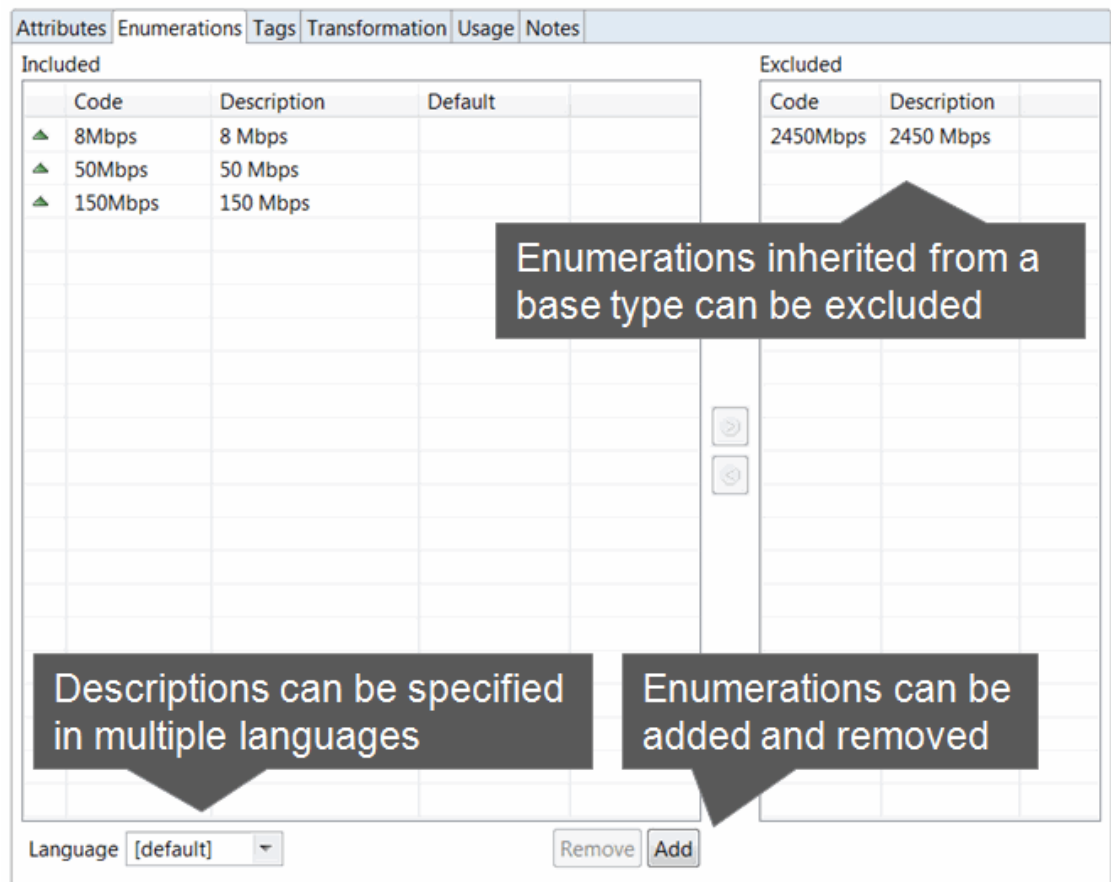 Attributes Enumerations Tags Transformation Usage Notes
Included
Excluded
Code Description Default
Code Description
8Mbps 8 Mbps
2450Mbps 2450 Mbps
50Mbps 50 Mbps
150Mbps 150 Mbps
Enumerations inherited from a
base type can be excluded
Descriptions can be specified
in multiple languages
Enumerations can be
added and removed
Language [default] Remove Add